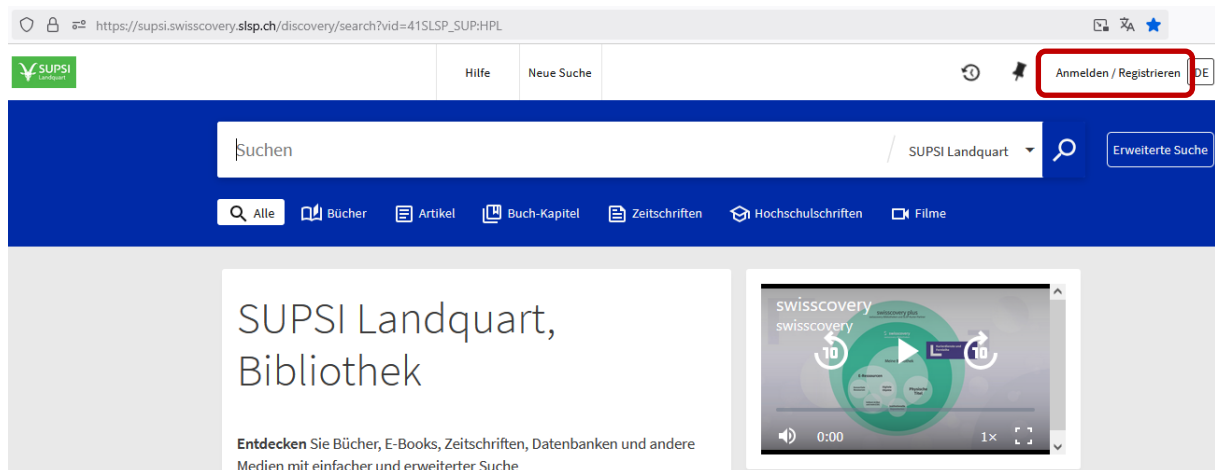 https://supsi.swisscovery.slsp.ch/discovery/search?vid=41SLSP_SUP:HPL
SUPSI
Landquart
Hilfe
Neue Suche
Anmelden / Registrieren
DE
Suchen
SUPSI Landquart
Erweiterte Suche
Alle
Bücher
Artikel
Buch-Kapitel
Zeitschriften
Hochschulschriften
Filme
SUPSI Landquart,
Bibliothek
Entdecken Sie Bücher, E-Books, Zeitschriften, Datenbanken und andere
Medien mit einfacher und erweiterter Suche
swisscovery
swisscovery
swisscovery plus
10
10
0:00
1×